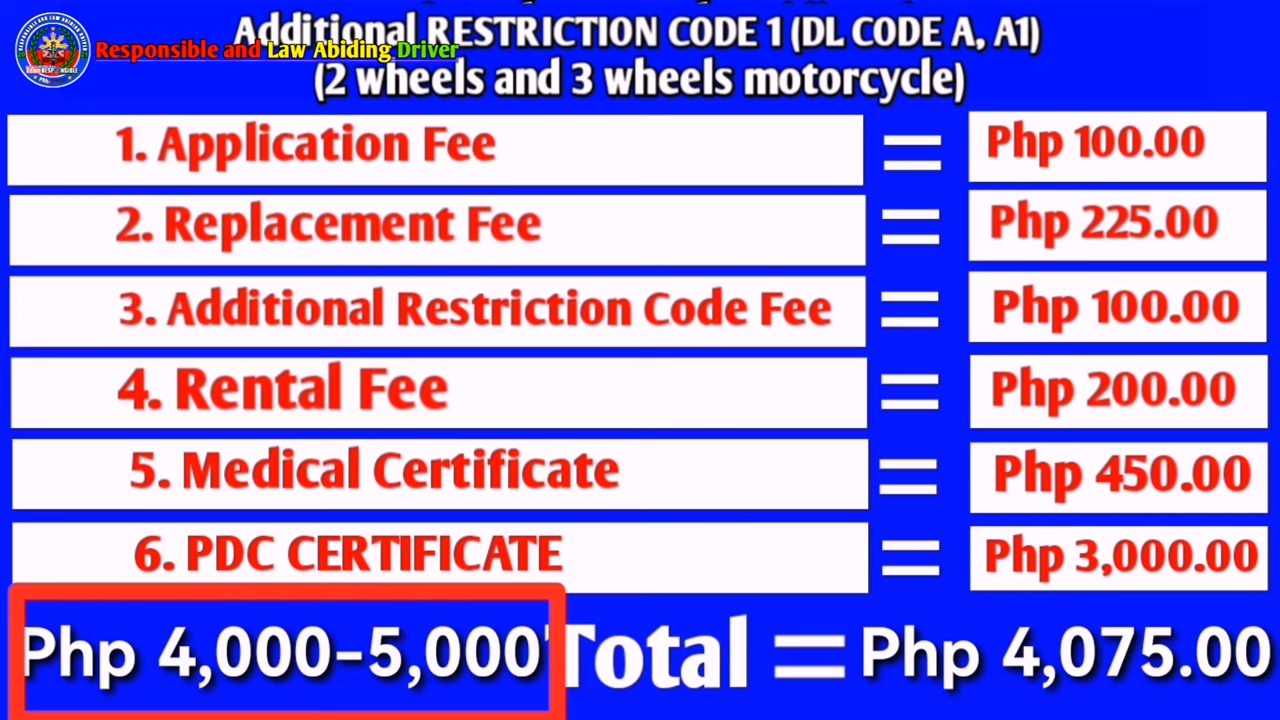 Additional RESTRICTION CODE 1 (DL CODE A, A1)
Responsible and Law Abiding Driver
(2 wheels and 3 wheels motorcycle)
1. Application Fee = Php 100.00
2. Replacement Fee = Php 225.00
3. Additional Restriction Code Fee = Php 100.00
4. Rental Fee = Php 200.00
5. Medical Certificate = Php 450.00
6. PDC CERTIFICATE = Php 3,000.00
Php 4,000-5,000 Total = Php 4,075.00